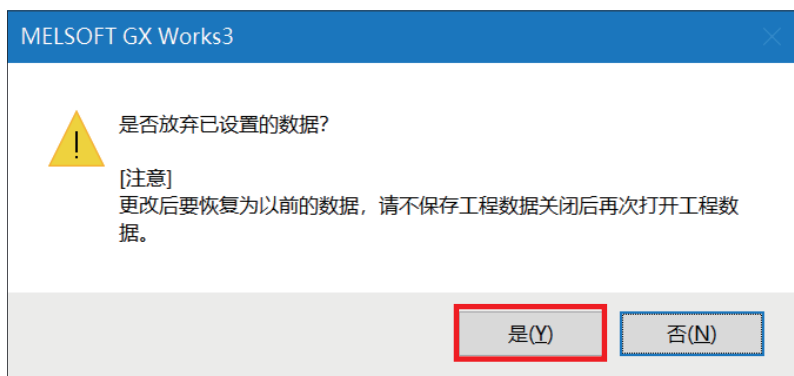 MELSOFT GX Works3
是否放弃已设置的数据?
[注意]
更改后要恢复为以前的数据，请不保存工程数据关闭后再次打开工程数
据。
是(Y)
否(N)